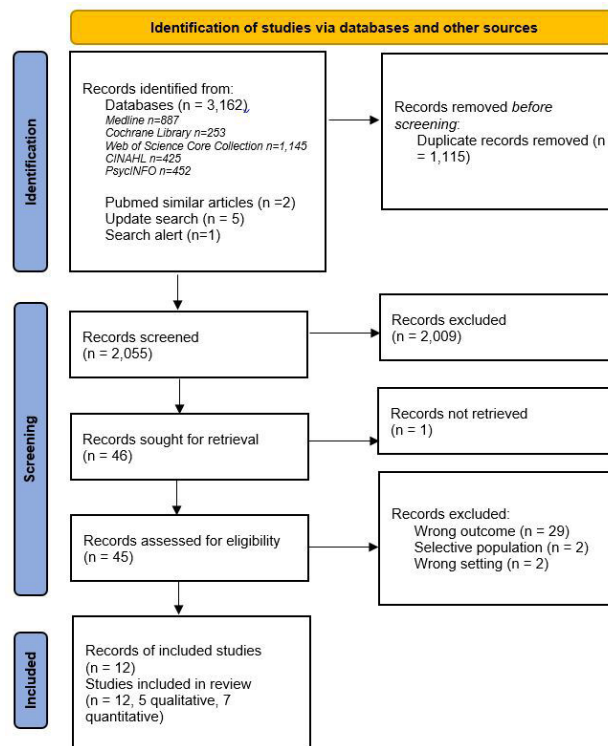 Identification of studies via databases and other sources
Identification
Records identified from:
Databases (n = 3,162),
Medline n=887
Cochrane Library n=253
Web of Science Core Collection n=1,145
CINAHL n=425
PsycINFO n=452
Pubmed similar articles (n =2)
Update search (n = 5)
Search alert (n=1)
Records removed before
screening:
Duplicate records removed (n
= 1,115)
Screening
Records screened
(n = 2,055)
Records excluded
(n = 2,009)
Records sought for retrieval
(n = 46)
Records not retrieved
(n = 1)
Records assessed for eligibility
(n = 45)
Records excluded:
Wrong outcome (n = 29)
Selective population (n = 2)
Wrong setting (n = 2)
Included
Records of included studies
(n = 12)
Studies included in review
(n = 12, 5 qualitative, 7
quantitative)